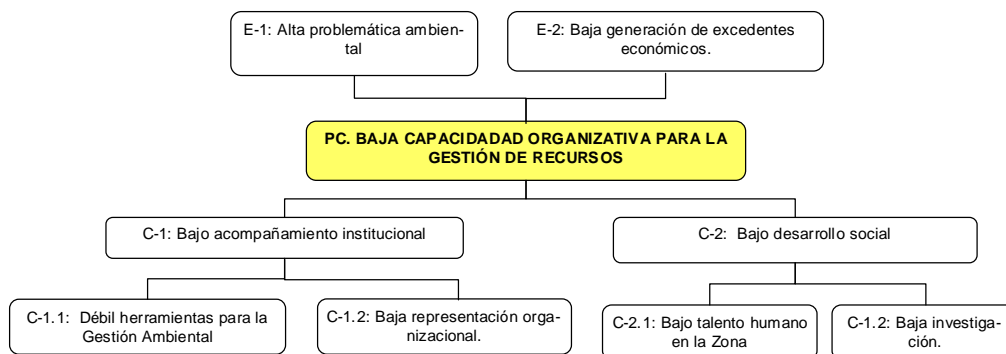 E-1: Alta problemática ambien-
tal
E-2: Baja generación de excedentes
económicos.
PC. BAJA CAPACIDADAD ORGANIZATIVA PARA LA
GESTIÓN DE RECURSOS
C-1: Bajo acompañamiento institucional
C-2: Bajo desarrollo social
C-1.1: Débil herramientas para la
Gestión Ambiental
C-1.2: Baja representación orga-
nizacional.
C-2.1: Bajo talento humano
en la Zona
C-1.2: Baja investiga-
ción.